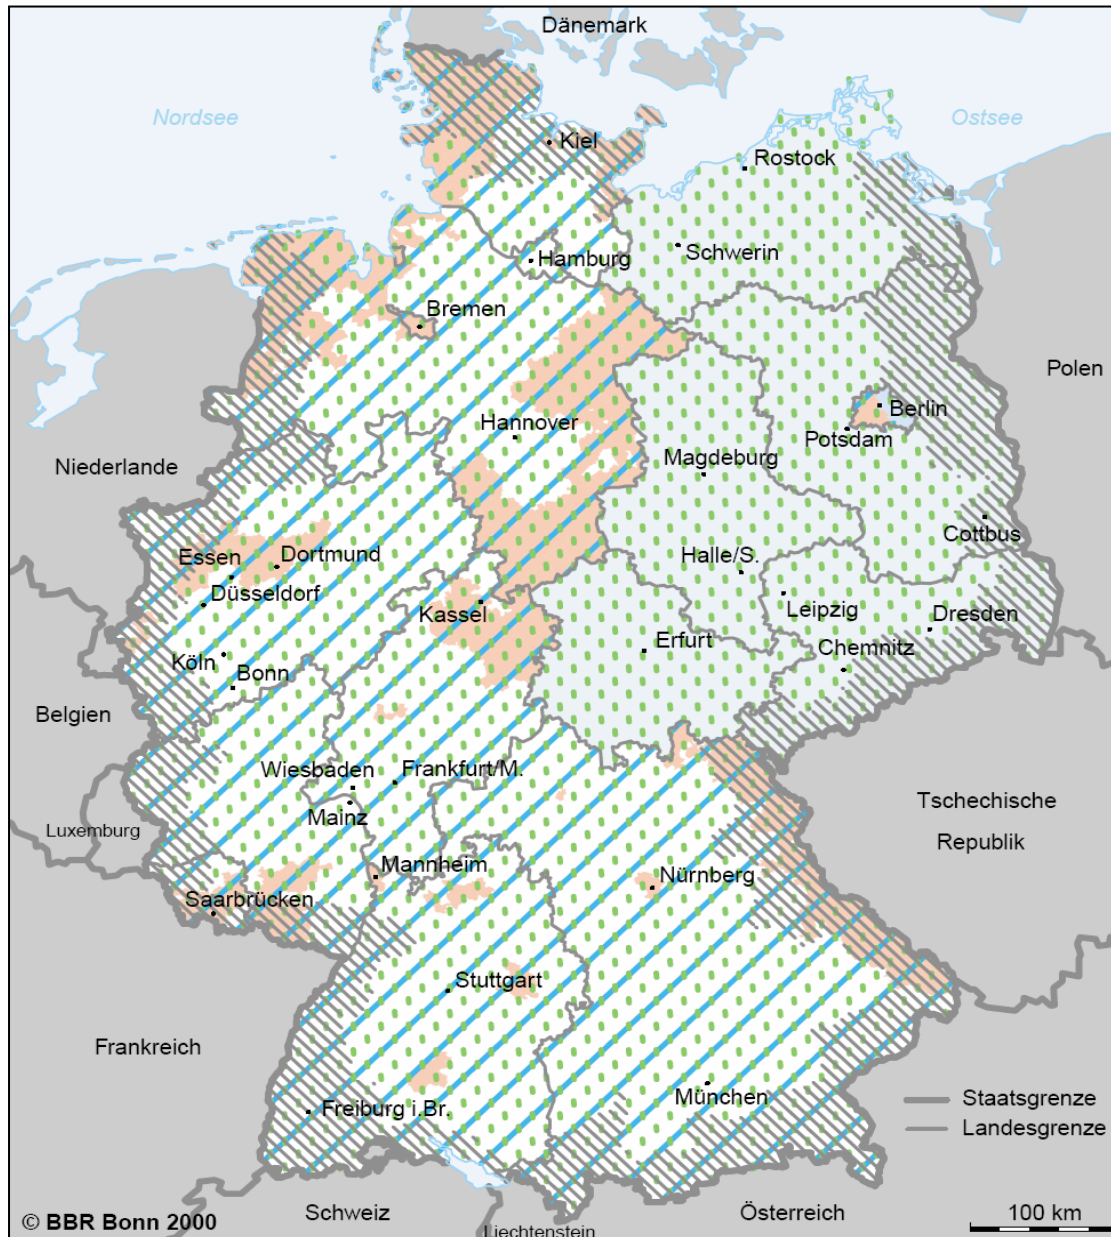 Dänemark
Nordsee
Ostsee
Kiel
Rostock
Hamburg
Schwerin
Bremen
Polen
Berlin
Hannover
Potsdam
Niederlande
Magdeburg
Cottbus
Essen
Dortmund
Halle/S.
Düsseldorf
Leipzig
Dresden
Kassel
Erfurt
Chemnitz
Köln
Bonn
Belgien
Wiesbaden
Frankfurt/M.
Tschechische
Republik
Mainz
Luxemburg
Mannheim
Nürnberg
Saarbrücken
Stuttgart
Frankreich
München
Staatsgrenze
Freiburg i.Br.
Landesgrenze
Schweiz
Österreich
100 km
© BBR Bonn 2000
Liechtenstein